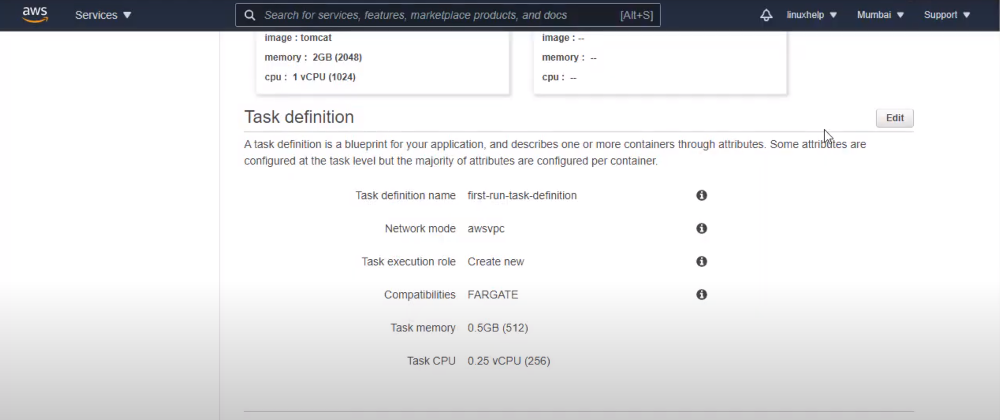 aws
Services
Search for services, features, marketplace products, and docs
[Alt+S]
linuxhelp
Mumbai
Support
image : tomcat
memory : 2GB (2048)
cpu : 1 vCPU (1024)
image : --
memory : --
cpu : --
Task definition
Edit
A task definition is a blueprint for your application, and describes one or more containers through attributes. Some attributes are
configured at the task level but the majority of attributes are configured per container.
Task definition name first-run-task-definition
Network mode awsvpc
Task execution role Create new
Compatibilities FARGATE
Task memory 0.5GB (512)
Task CPU 0.25 vCPU (256)